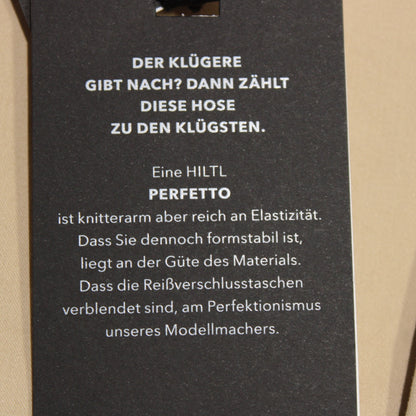 DER KLÜGERE
GIBT NACH? DANN ZÄHLT
DIESE HOSE
ZU DEN KLÜGSTEN.
Eine HILTL
PERFETTO
ist knitterarm aber reich an Elastizität.
Dass Sie dennoch formstabil ist,
liegt an der Güte des Materials.
Dass die Reißverschlusstaschen
verblendet sind, am Perfektionismus
unseres Modellmachers.